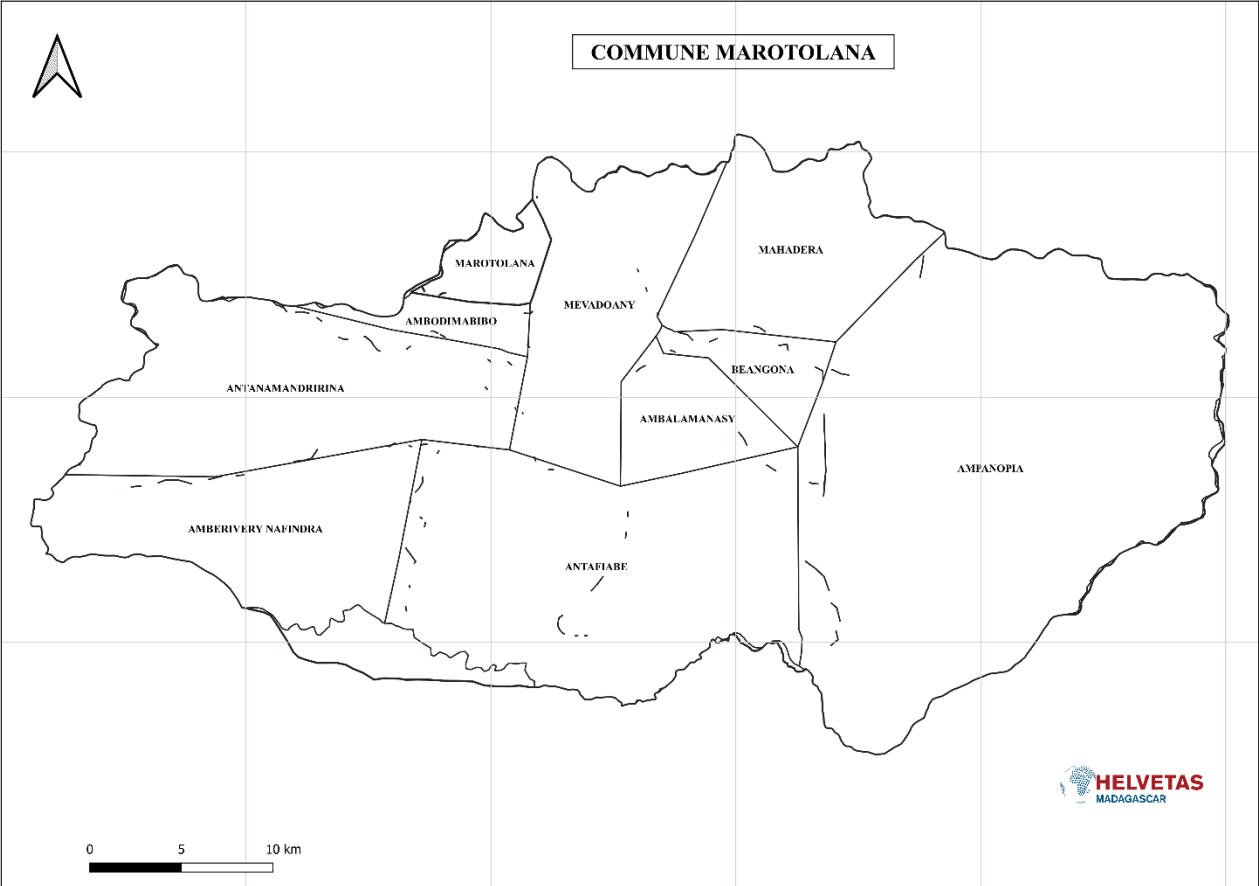 COMMUNE MAROTOLANA
MAHADERA
MAROTOLANA
MEVADOANY
AMBODIMABIBO
BEANGONA
ANTANAMANDRIRINA
AMBALAMANASY
AMPANOPIA
AMBERIVERY NAFINDRA
ANTAFIABE
HELVETAS
MADAGASCAR
0 5 10 km